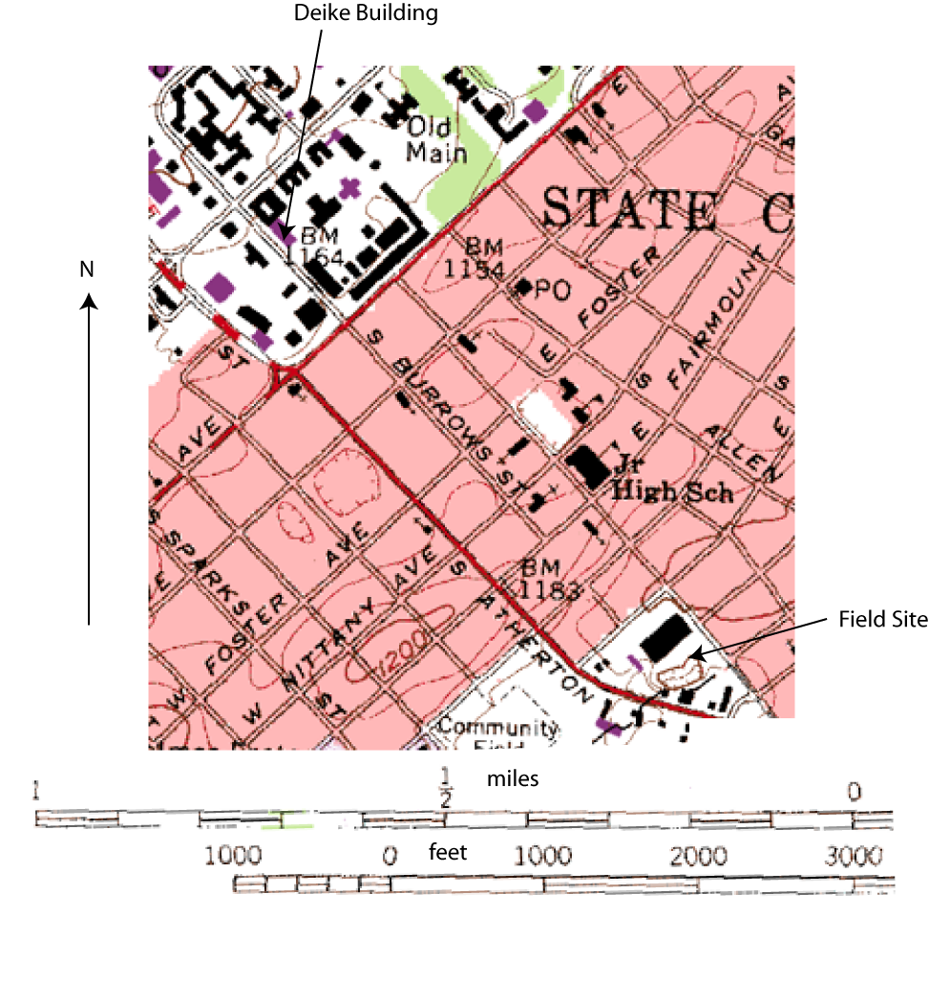 Deike Building
Old
Main
STATE C
A
GA
E
BM
1164
BM
1154
PO
N
FOSTER
FAIRMOUNT
E
S
S
E
S
BURROWS ST
ST
AVE
E
ALLEN
Jr
High Sch
S SPARKS
AVE
AVE
S ATHERTON
BM
1183
FOSTER
NITTANY
ST
1200
W
W
Field Site
Community
Field
1
1/2
miles
0
1000
0
feet
1000
2000
3000